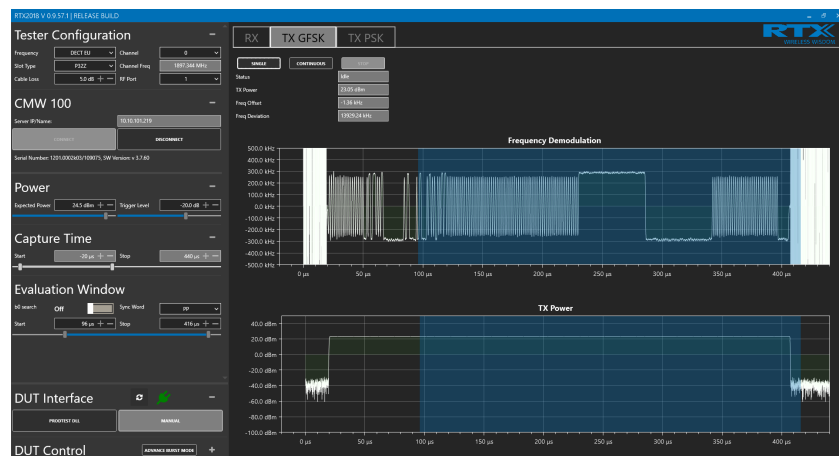 RTX2018 V 0.9.57.1 | RELEASE BUILD
Tester Configuration
Frequency DECT EU Channel 0
Slot Type P32Z Channel Freq 1897.344 MHz
Cable Loss 5.0 dB RF Port 1
CMW 100
Server IP/Name: 10.10.101.219
CONNECT DISCONNECT
Serial Number: 1201.0002k03/109075, SW Version: v 3.7.60
Power
Expected Power 24.5 dBm Trigger Level -20.0 dB
Capture Time
Start -20 µs Stop 440 µs
Evaluation Window
b0 search Off Sync Word PP
Start 96 µs Stop 416 µs
DUT Interface
PRODTEST DLL MANUAL
DUT Control ADVANCE BURST MODE
RX TX GFSK TX PSK
RTX
WIRELESS WISDOM
SINGLE CONTINUOUS STOP
Status Idle
TX Power 23.05 dBm
Freq Offset -1.36 kHz
Freq Deviation 13929.24 kHz
Frequency Demodulation
500.0 kHz
400.0 kHz
300.0 kHz
200.0 kHz
100.0 kHz
0.0 kHz
-100.0 kHz
-200.0 kHz
-300.0 kHz
-400.0 kHz
-500.0 kHz
0 µs 50 µs 100 µs 150 µs 200 µs 250 µs 300 µs 350 µs 400 µs
TX Power
40.0 dBm
20.0 dBm
0.0 dBm
-20.0 dBm
-40.0 dBm
-60.0 dBm
-80.0 dBm
-100.0 dBm
0 µs 50 µs 100 µs 150 µs 200 µs 250 µs 300 µs 350 µs 400 µs